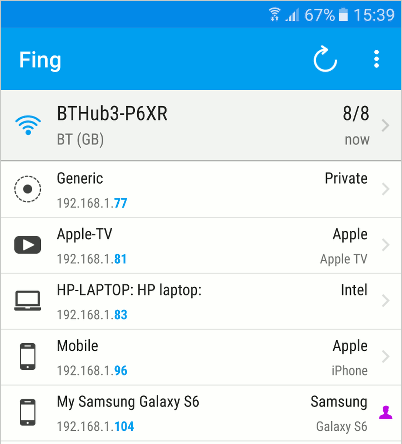 67% 15:39
Fing
BTHub3-P6XR 8/8
BT (GB) now
Generic Private
192.168.1.77
Apple-TV Apple
192.168.1.81 Apple TV
HP-LAPTOP: HP laptop: Intel
192.168.1.83
Mobile Apple
192.168.1.96 iPhone
My Samsung Galaxy S6 Samsung
192.168.1.104 Galaxy S6